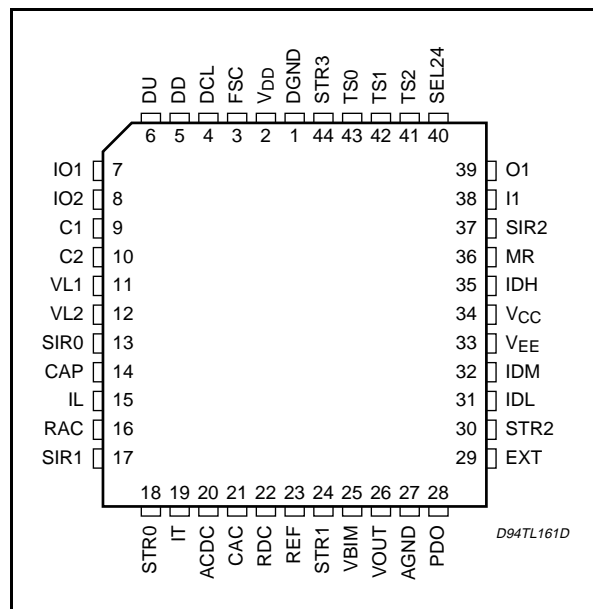 DU DD DCL FSC VDD DGND STR3 TS0 TS1 TS2 SEL24
6 5 4 3 2 1 44 43 42 41 40
IO1 7 39 O1
IO2 8 38 I1
C1 9 37 SIR2
C2 10 36 MR
VL1 11 35 IDH
VL2 12 34 VCC
SIR0 13 33 VEE
CAP 14 32 IDM
IL 15 31 IDL
RAC 16 30 STR2
SIR1 17 29 EXT
18 19 20 21 22 23 24 25 26 27 28
STR0 IT ACDC CAC RDC REF STR1 VBIM VOUT AGND PDO
D94TL161D